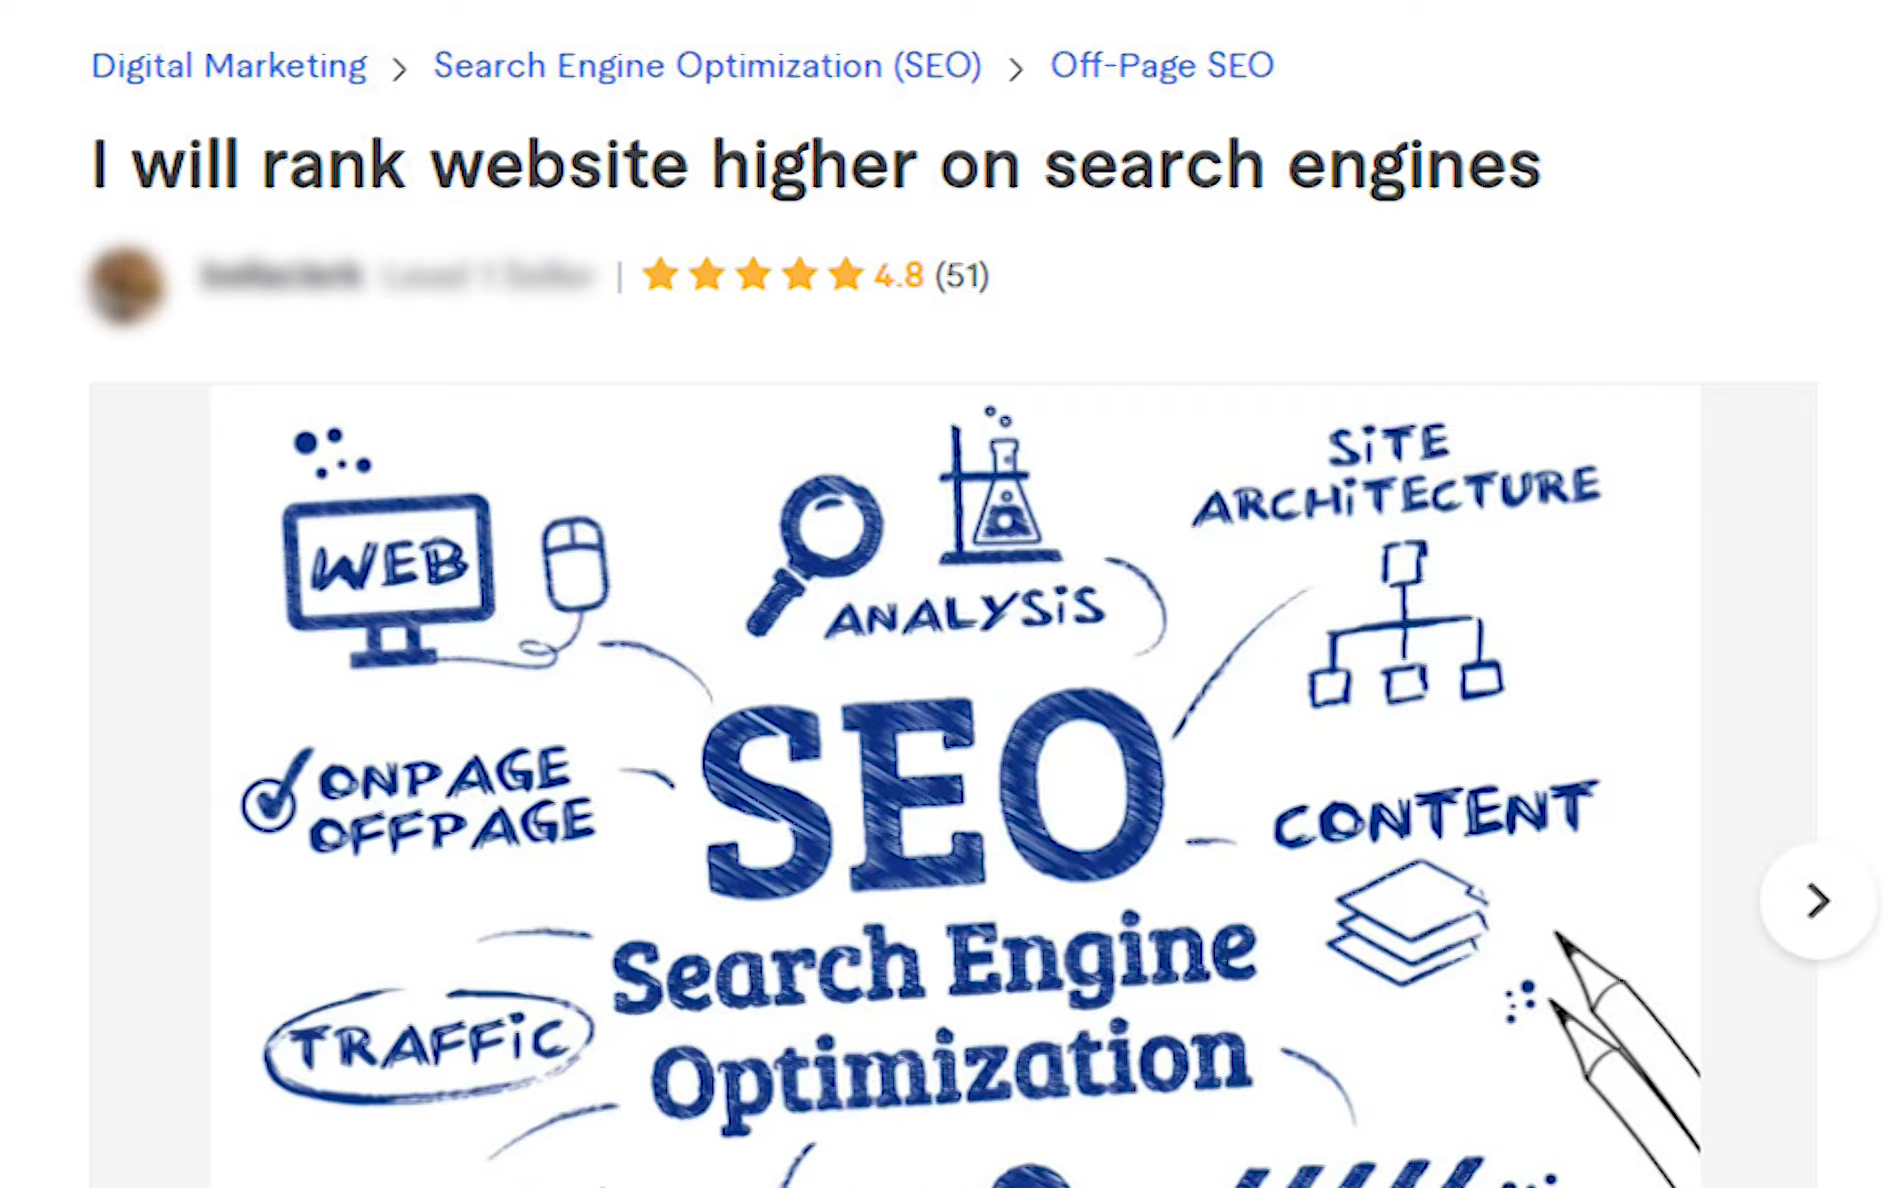 Digital Marketing > Search Engine Optimization (SEO) > Off-Page SEO
I will rank website higher on search engines
| 4.8 (51)
SiTE
ARCHiTECTURE
WEB
ANALYSiS
SEO
ONPAGE
OFFPAGE
CONTENT
Search Engine
Optimization
TRAFFiC